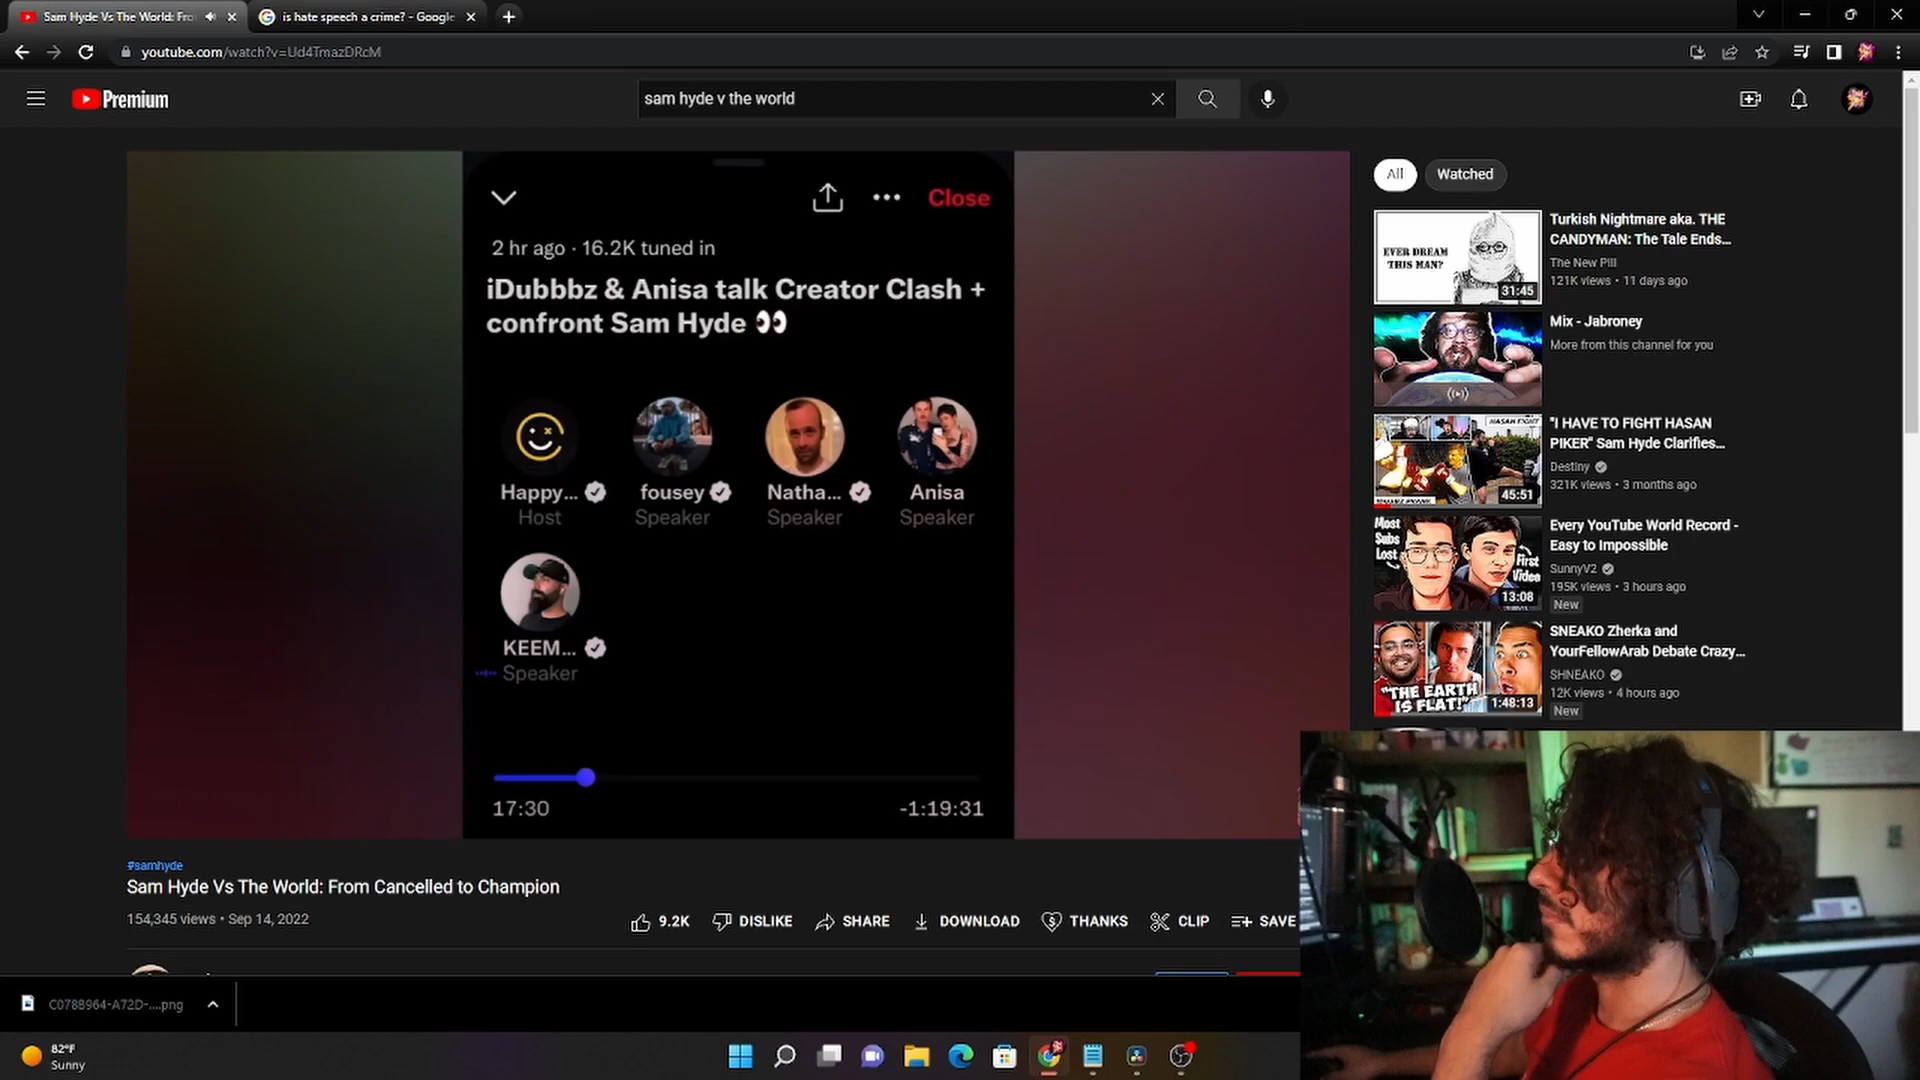 Sam Hyde Vs The World: Fro
is hate speech a crime? - Google
youtube.com/watch?v=Ud4TmazDRcM
Premium
sam hyde v the world
Close
2 hr ago · 16.2K tuned in
iDubbbz & Anisa talk Creator Clash +
confront Sam Hyde 👀
Happy...
Host
fousey
Speaker
Natha...
Speaker
Anisa
Speaker
KEEM...
Speaker
17:30
-1:19:31
#samhyde
Sam Hyde Vs The World: From Cancelled to Champion
154,345 views • Sep 14, 2022
9.2K
DISLIKE
SHARE
DOWNLOAD
THANKS
CLIP
SAVE
All
Watched
EVER DREAM
THIS MAN?
31:45
Turkish Nightmare aka. THE
CANDYMAN: The Tale Ends...
The New Pill
121K views • 11 days ago
Mix - Jabroney
More from this channel for you
HASAN FIGHT
45:51
"I HAVE TO FIGHT HASAN
PIKER" Sam Hyde Clarifies...
Destiny
321K views • 3 months ago
Most
Subs
Lost
First
Video
13:08
Every YouTube World Record -
Easy to Impossible
SunnyV2
195K views • 3 hours ago
New
"THE EARTH
IS FLAT!"
1:48:13
SNEAKO Zherka and
YourFellowArab Debate Crazy...
SHNEAKO
12K views • 4 hours ago
New
C078B964-A72D-....png
82°F
Sunny